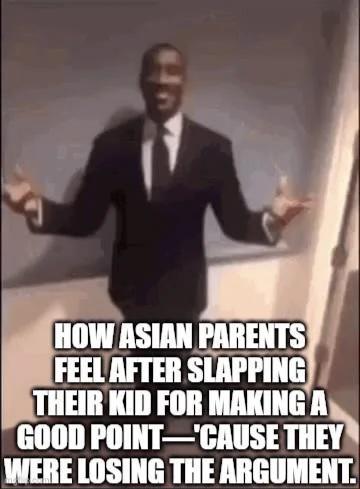 HOW ASIAN PARENTS
FEEL AFTER SLAPPING
THEIR KID FOR MAKING A
GOOD POINT—'CAUSE THEY
WERE LOSING THE ARGUMENT.